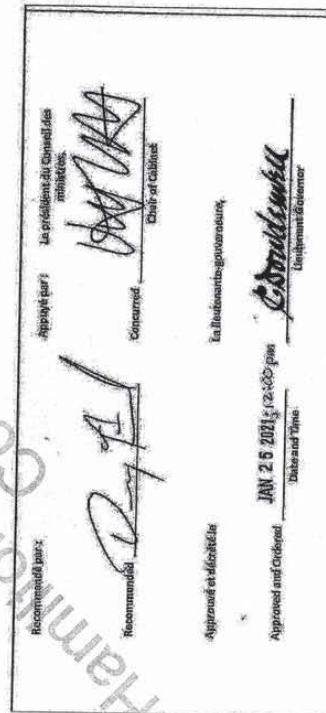 Recommandé par :
Recommended
Appuyé par :
Le président du Conseil des
ministres,
Concurred
Chair of Cabinet
Approuvé et décrété le
Approved and Ordered
JAN 25 2021; 12:00 pm
Date and Time
La lieutenante-gouverneure,
Lieutenant Governor
Hamilton